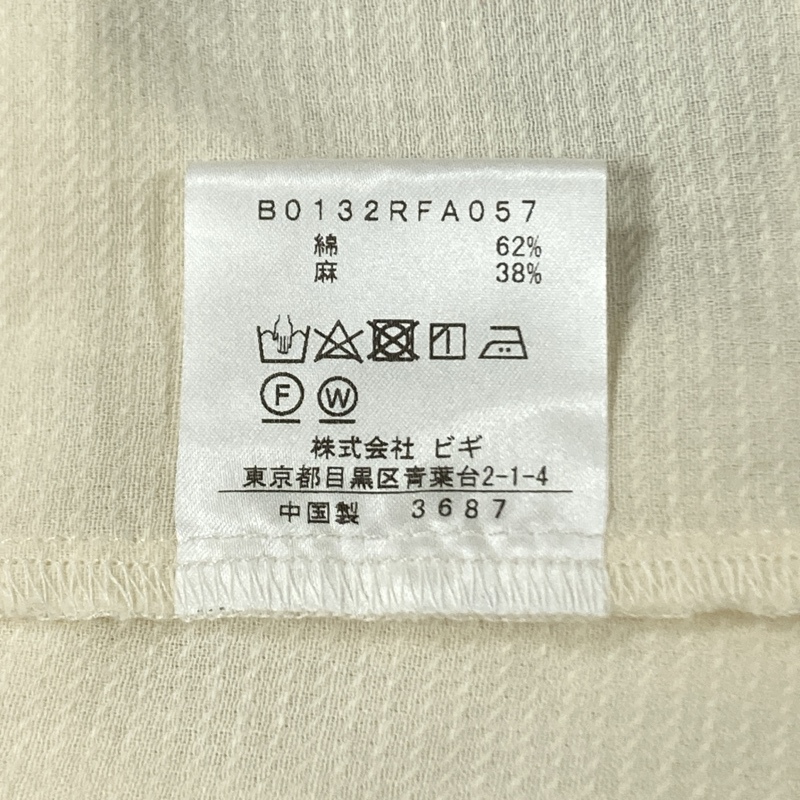 B0132RFA057
綿 62%
麻 38%
F W
株式会社 ビギ
東京都目黒区青葉台2-1-4
中国製 3687